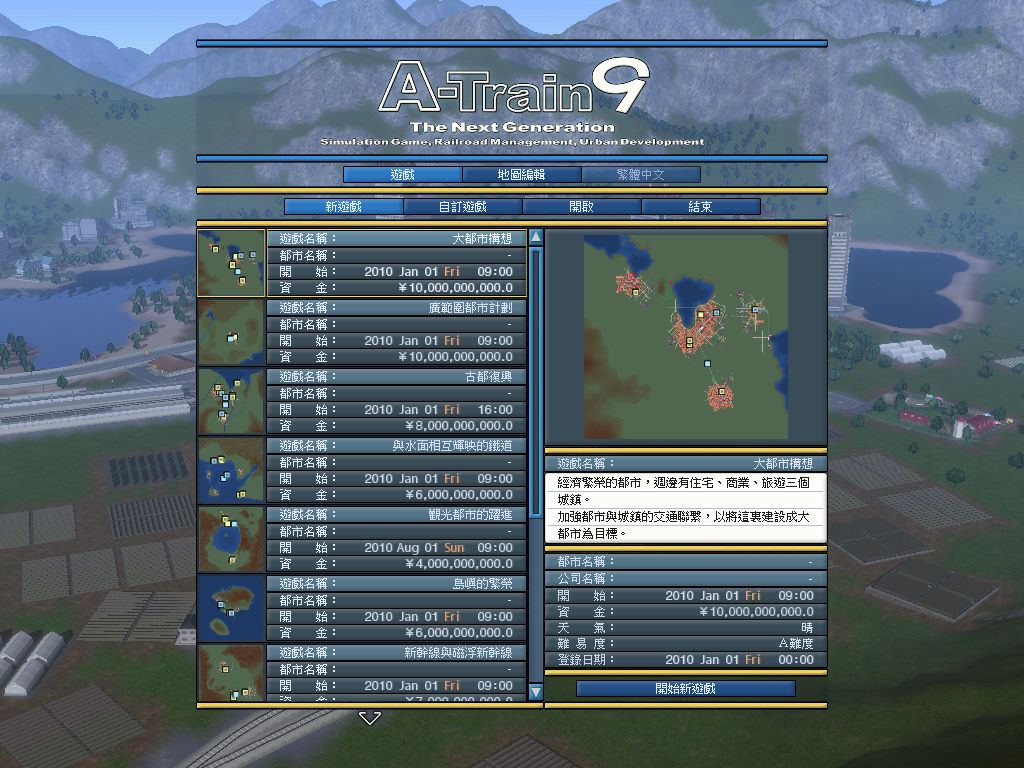 A-Train9
The Next Generation
Simulation Game, Railroad Management, Urban Development
遊戲 地圖編輯 繁體中文
新遊戲 自訂遊戲 開啟 結束
遊戲名稱： 大都市構想
都市名稱： -
開 始： 2010 Jan 01 Fri 09:00
資 金： ¥10,000,000,000.0
遊戲名稱： 廣範圍都市計劃
都市名稱： -
開 始： 2010 Jan 01 Fri 09:00
資 金： ¥10,000,000,000.0
遊戲名稱： 古都復興
都市名稱： -
開 始： 2010 Jan 01 Fri 16:00
資 金： ¥8,000,000,000.0
遊戲名稱： 與水面相互輝映的鐵道
都市名稱： -
開 始： 2010 Jan 01 Fri 09:00
資 金： ¥6,000,000,000.0
遊戲名稱： 觀光都市的躍進
都市名稱： -
開 始： 2010 Aug 01 Sun 09:00
資 金： ¥4,000,000,000.0
遊戲名稱： 島嶼的繁榮
都市名稱： -
開 始： 2010 Jan 01 Fri 09:00
資 金： ¥6,000,000,000.0
遊戲名稱： 新幹線與磁浮新幹線
都市名稱： -
開 始： 2010 Jan 01 Fri 09:00
資 金： ¥7,000,000,000.0
遊戲名稱： 大都市構想
經濟繁榮的都市，週邊有住宅、商業、旅遊三個
城鎮。
加強都市與城鎮的交通聯繫，以將這裏建設成大
都市為目標。
都市名稱： -
公司名稱： -
開 始： 2010 Jan 01 Fri 09:00
資 金： ¥10,000,000,000.0
天 氣： 晴
難 易 度： A難度
登錄日期： 2010 Jan 01 Fri 00:00
開始新遊戲